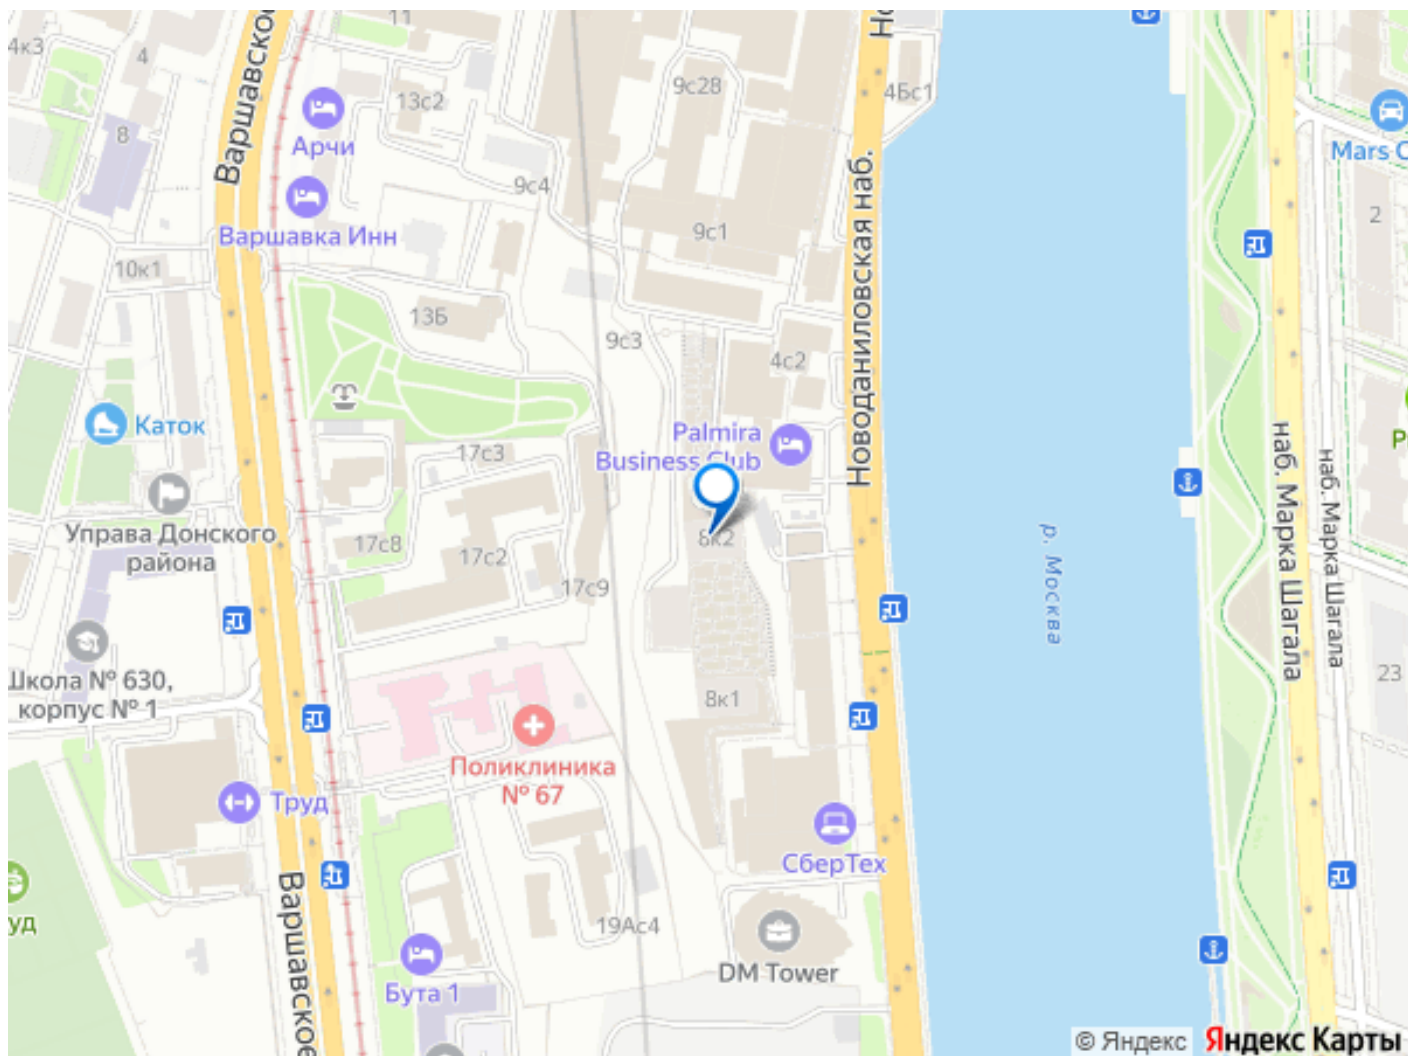 11
4к3
4
8
13с2
9с28
4Бс1
Варшавское
Арчи
Варшавка Инн
9с4
9с1
Новоданиловская наб.
Mars
2
10к1
13Б
9с3
4с2
Каток
Palmira
Business Club
17с3
Управа Донского
района
17с8
17с2
17с9
8к2
р. Москва
наб. Марка Шагала
наб. Марка Шагала
Школа № 630,
корпус № 1
8к1
23
Поликлиника
№ 67
Труд
СберТех
Варшавское
уд
19Ас4
DM Tower
Бута 1
© Яндекс
Яндекс Карты